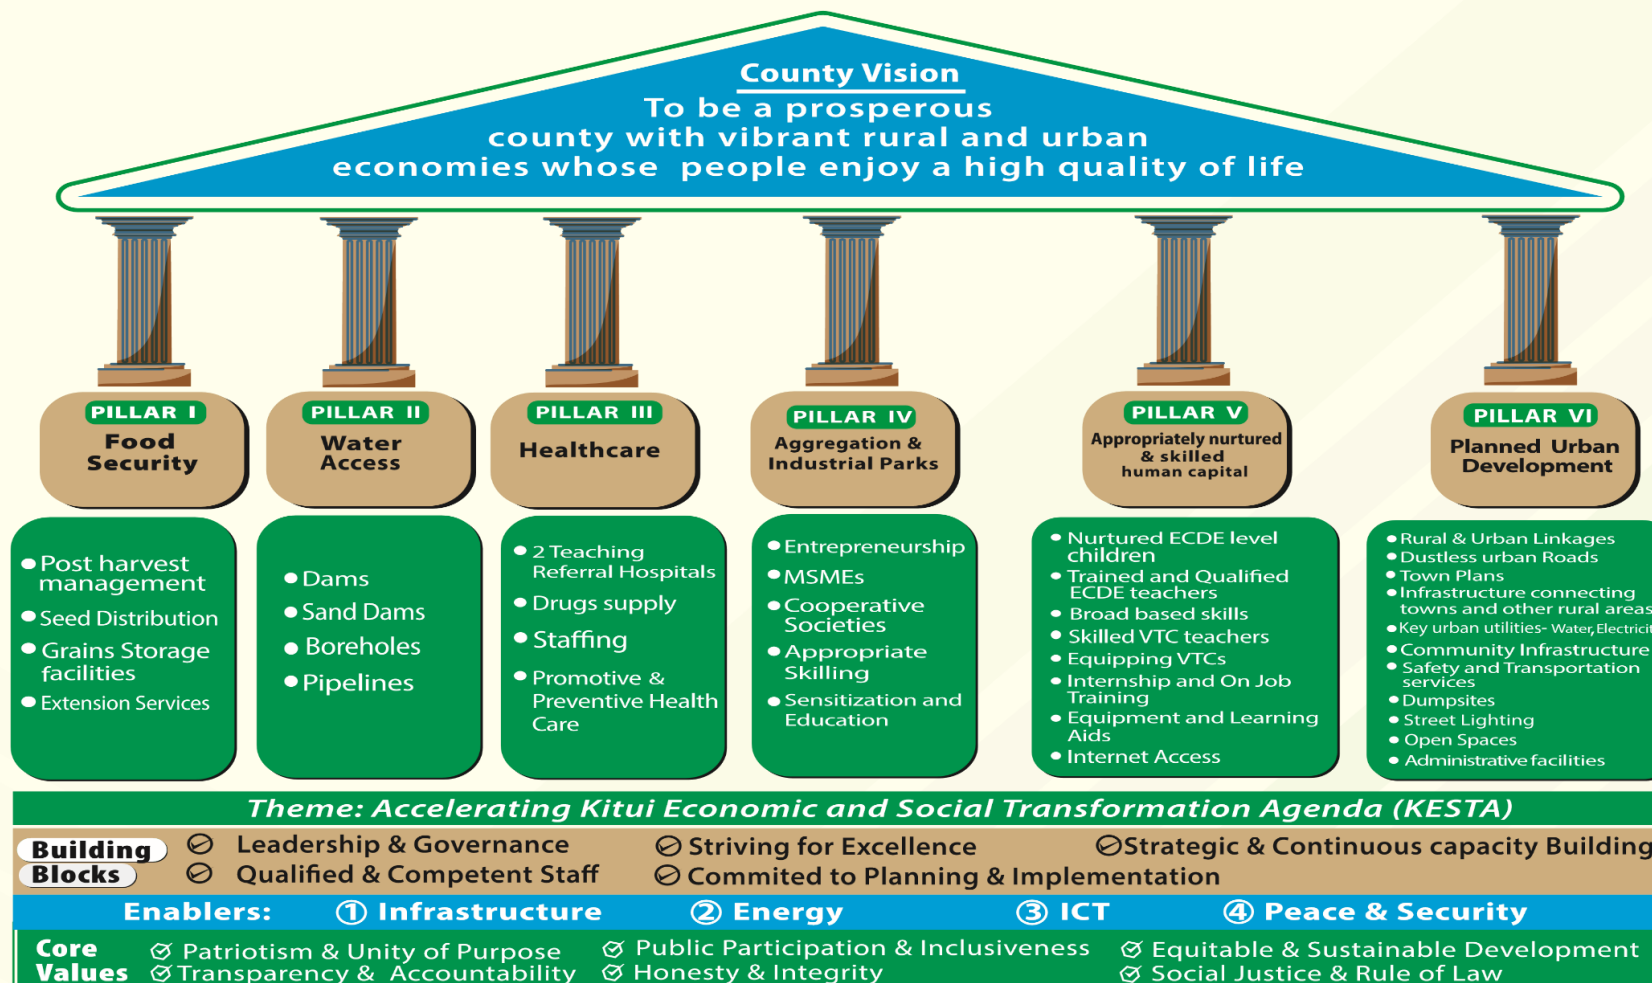 County Vision
To be a prosperous
county with vibrant rural and urban
economies whose people enjoy a high quality of life
PILLAR I
Food
Security
• Post harvest
management
• Seed Distribution
• Grains Storage
facilities
• Extension Services
PILLAR II
Water
Access
• Dams
• Sand Dams
• Boreholes
• Pipelines
PILLAR III
Healthcare
• 2 Teaching
Referral Hospitals
• Drugs supply
• Staffing
• Promotive &
Preventive Health
Care
PILLAR IV
Aggregation &
Industrial Parks
• Entrepreneurship
• MSMEs
• Cooperative
Societies
• Appropriate
Skilling
• Sensitization and
Education
PILLAR V
Appropriately nurtured
& skilled
human capital
• Nurtured ECDE level
children
• Trained and Qualified
ECDE teachers
• Broad based skills
• Skilled VTC teachers
• Equipping VTCs
• Internship and On Job
Training
• Equipment and Learning
Aids
• Internet Access
PILLAR VI
Planned Urban
Development
• Rural & Urban Linkages
• Dustless urban Roads
• Town Plans
• Infrastructure connecting
towns and other rural areas
• Key urban utilities- Water, Electricit
• Community Infrastructure
• Safety and Transportation
services
• Dumpsites
• Street Lighting
• Open Spaces
• Administrative facilities
Theme: Accelerating Kitui Economic and Social Transformation Agenda (KESTA)
Building Leadership & Governance Striving for Excellence Strategic & Continuous capacity Building
Blocks Qualified & Competent Staff Commited to Planning & Implementation
Enablers: 1 Infrastructure 2 Energy 3 ICT 4 Peace & Security
Core Patriotism & Unity of Purpose Public Participation & Inclusiveness Equitable & Sustainable Development
Values Transparency & Accountability Honesty & Integrity Social Justice & Rule of Law